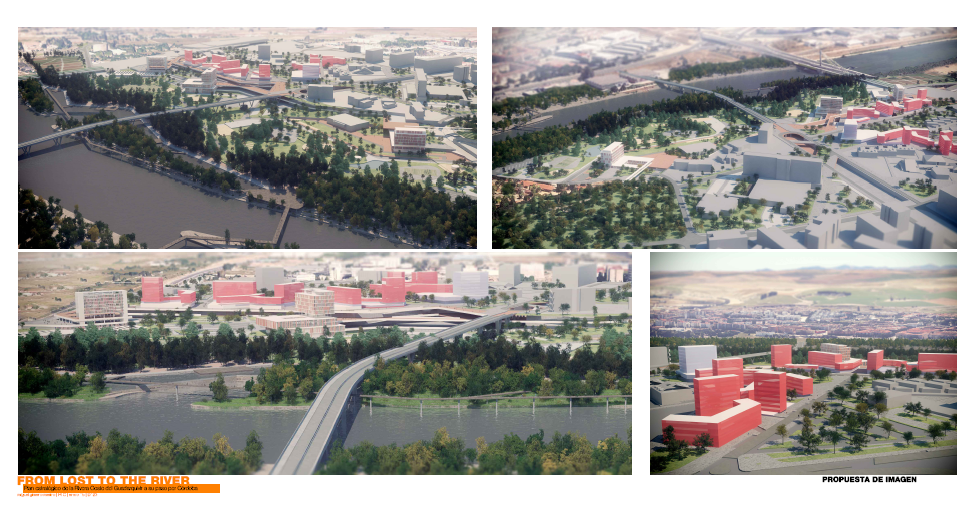 FROM LOST TO THE RIVER
Plan estratégico de la Rivera Oeste del Guadalquivir a su paso por Córdoba
PROPUESTA DE IMAGEN